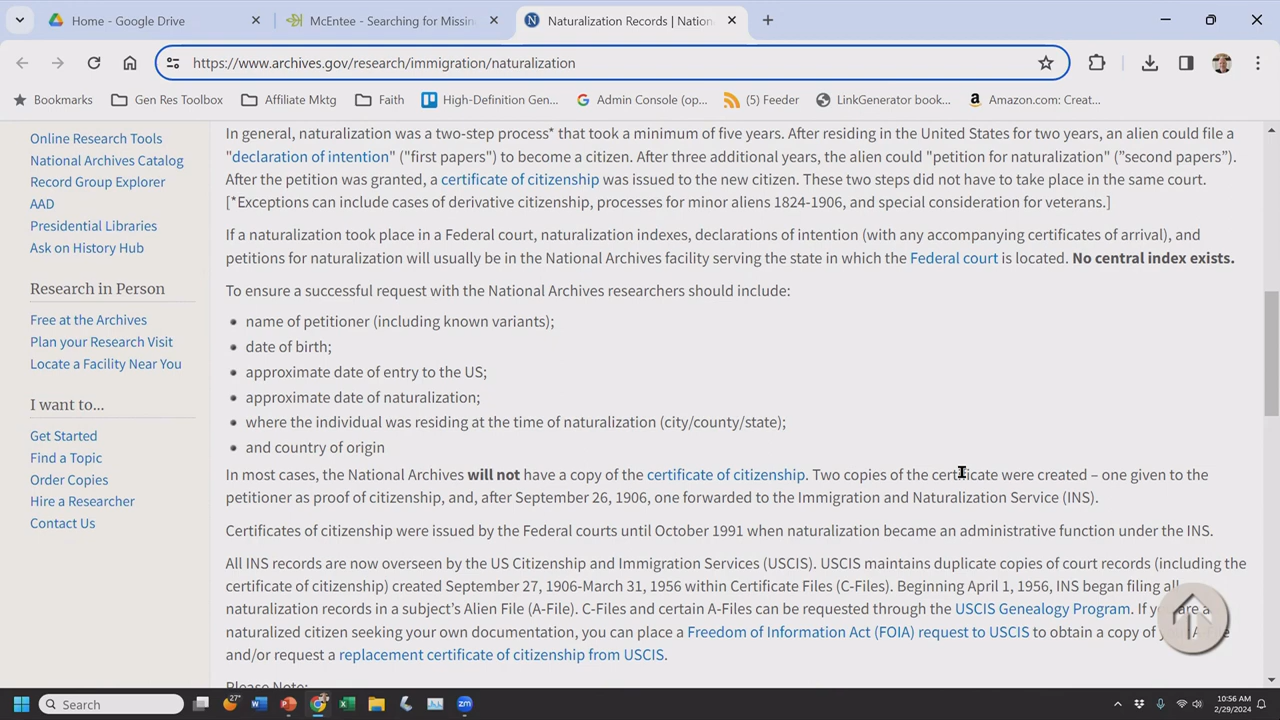 Home - Google Drive
McEntee - Searching for Missin
Naturalization Records | Nation
https://www.archives.gov/research/immigration/naturalization
Bookmarks
Gen Res Toolbox
Affiliate Mktg
Faith
High-Definition Gen...
Admin Console (op...
(5) Feeder
LinkGenerator book...
Amazon.com: Creat...
Online Research Tools
National Archives Catalog
Record Group Explorer
AAD
Presidential Libraries
Ask on History Hub
Research in Person
Free at the Archives
Plan your Research Visit
Locate a Facility Near You
I want to...
Get Started
Find a Topic
Order Copies
Hire a Researcher
Contact Us
In general, naturalization was a two-step process* that took a minimum of five years. After residing in the United States for two years, an alien could file a
"declaration of intention" ("first papers") to become a citizen. After three additional years, the alien could "petition for naturalization" ("second papers").
After the petition was granted, a certificate of citizenship was issued to the new citizen. These two steps did not have to take place in the same court.
[*Exceptions can include cases of derivative citizenship, processes for minor aliens 1824-1906, and special consideration for veterans.]
If a naturalization took place in a Federal court, naturalization indexes, declarations of intention (with any accompanying certificates of arrival), and
petitions for naturalization will usually be in the National Archives facility serving the state in which the Federal court is located. No central index exists.
To ensure a successful request with the National Archives researchers should include:
name of petitioner (including known variants);
date of birth;
approximate date of entry to the US;
approximate date of naturalization;
where the individual was residing at the time of naturalization (city/county/state);
and country of origin
In most cases, the National Archives will not have a copy of the certificate of citizenship. Two copies of the certificate were created – one given to the
petitioner as proof of citizenship, and, after September 26, 1906, one forwarded to the Immigration and Naturalization Service (INS).
Certificates of citizenship were issued by the Federal courts until October 1991 when naturalization became an administrative function under the INS.
All INS records are now overseen by the US Citizenship and Immigration Services (USCIS). USCIS maintains duplicate copies of court records (including the
certificate of citizenship) created September 27, 1906-March 31, 1956 within Certificate Files (C-Files). Beginning April 1, 1956, INS began filing all
naturalization records in a subject's Alien File (A-File). C-Files and certain A-Files can be requested through the USCIS Genealogy Program. If you are a
naturalized citizen seeking your own documentation, you can place a Freedom of Information Act (FOIA) request to USCIS to obtain a copy of
and/or request a replacement certificate of citizenship from USCIS.
Please Note:
Search
27°
10:56 AM
2/29/2024